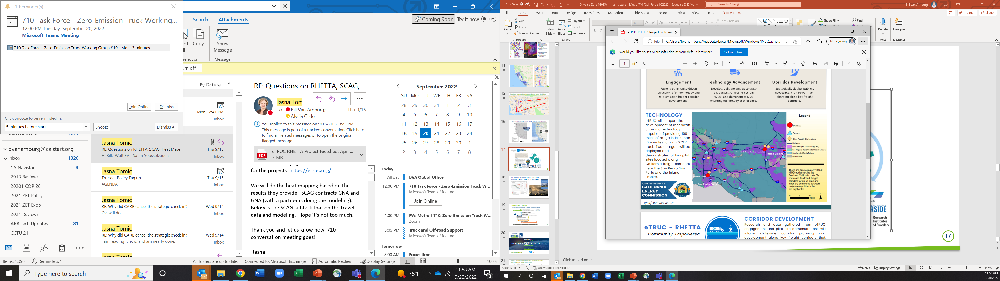 1 Reminder(s)
710 Task Force - Zero-Emission Truck Working...
12:00 PM Tuesday, September 20, 2022
Microsoft Teams Meeting
710 Task Force - Zero-Emission Truck Working Group #10 - Me... 3 minutes
Join Online
Dismiss
Click Snooze to be reminded in:
5 minutes before start
Snooze
Dismiss All
Search
Attachments
Coming Soon
Try it now
Off
Copy
Show
Message
Message
urn off
By Date
Mon 12:41 PM
Inbox
bvanamburg@calstart.org
Inbox 1326
1A Navistar 3
2013 Reviews
20201 COP 26
2021 ZET Policy
2021 ZET Expo
2021 Reviews
ARB Tech Updates 81
CCTU 21
Jasna Tomic
RE: Questions on RHETTA, SCAG, Heat Maps Thu 9/15
Hi Bill, Watt EV - Salim Youssefzadeh Inbox
Jasna Tomic
Trucks - Policy Tag up Thu 9/15
AGENDA: Inbox
Jasna Tomic
RE: Why did CARB cancel the strategic check in? Wed 9/14
Ok, will do. Inbox
Jasna Tomic
RE: Why did CARB cancel the strategic check in? Wed 9/14
I am reading it now, and am nearly done.= Inbox
RE: Questions on RHETTA, SCAG,...
Jasna Tom
To Bill Van Amburg; Thu 9/15
Alycia Gilde
You replied to this message on 9/15/2022 3:23 PM.
This message is part of a tracked conversation. Click here
to find all related messages or to open the original
flagged message.
eTRUC RHETTA Project Factsheet April...
PDF
3 MB
for the projects https://etruc.org/
We will do the heat mapping based on the
results they provide. SCAG contracts GNA and
GNA (with a partner is doing the modeling).
Below is the SCAG subtask that on the travel
data and modeling. Hope it's not too much.
Thank you and let us know how 710
conversation meeting goes!
-Jasna
September 2022
SU MO TU WE TH FR SA
28 29 30 31 1 2 3
4 5 6 7 8 9 10
11 12 13 14 15 16 17
18 19 20 21 22 23 24
25 26 27 28 29 30 1
2 3 4 5 6 7 8
Today
All day BVA Out of Office
12:00 PM 710 Task Force - Zero-Emission Truck W...
Microsoft Teams Meeting
Join Online
1:00 PM FW: Metro I-710: Zero-Emission Truck W...
Zoom
3:05 PM Truck and Off-road Support
Microsoft Teams Meeting
Tomorrow
8:00 AM Focus time
Items: 1,096
Reminders: 1
All folders are up to date.
Connected to: Microsoft Exchange
Automatic Replies
Display Settings
100%
Type here to search
78°F
11:58 AM
9/20/2022
3
AutoSave Off
Drive to Zero MHDV Infrastructure - Metro 710 Task Force_092022 • Saved to Z: Drive
Search (Alt+Q)
Bill Van Amburg
File Home Insert Draw Design Transitions Animations Slide Show Record Review View Help Picture Format
Record
Share
Paste
Cut
Copy
Format Painter
Clipboard
New
Slide
Reuse
Slides
Layout
Reset
Section
Slides
28
Text Direction
Shape Fill
Find
Dictate
Voice
Designer
Designer
14
15
16
17
18
19
The Road Ahead
20
Thank you!
21
eTRUC RHETTA Project Factsheet
File C:/Users/bvanamburg/AppData/Local/Microsoft/Windows/INetCache...
Not syncing
Would you like to set Microsoft Edge as your default browser?
Set as default
1 of 2
Engagement
Foster a community-driven
partnership for technology and
zero-emission freight corridor
development.
Technology Advancement
Develop, validate, and accelerate
a Megawatt Charging System
(MCS) and demonstrate MCS
charging technology at pilot sites.
Corridor Development
Strategically deploy publicly
accessible, high-power truck
charging along key freight
corridors.
TECHNOLOGY
eTRUC will support the
development of megawatt
charging technology
capable of providing 100
miles of range in less than
10 minutes for an HD ZEV
truck. Two chargers will be
deployed and
demonstrated at two pilot
sites located along
California freight corridors
near the San Pedro Bay
Ports and the Inland
Empire.
FUNDING PROVIDED BY THE
CALIFORNIA
ENERGY
COMMISSION
3/30/2022 version 3.0
Inland Empire
Legend
Pilot Sites
Partners
Other Possible Site Locations
Highways
Disadvantaged Community (DAC)
Los Angeles Department of Water & Power
Southern California Edison
Other Utility
There are approximately 18,000
M/HD trucks serving the
Southern California ports. To
showcase this trend, freight
corridors for out of state and
inner city commerce between
major metropolitan hubs
are highlighted.
0 5 10
Miles
eTRUC - RHETTA
Community-Empowered
CORRIDOR DEVELOPMENT
Research and data gathered from eTRUC
engagement and pilot site demonstrations will
inform statewide corridor planning and
development along key freight corridors that
RSIDE
Research
Institutes
of Sweden
17
Click to add notes
Slide 17 of 25
Accessibility: Investigate
Notes
Display Settings
145%
11:58 AM
9/20/2022